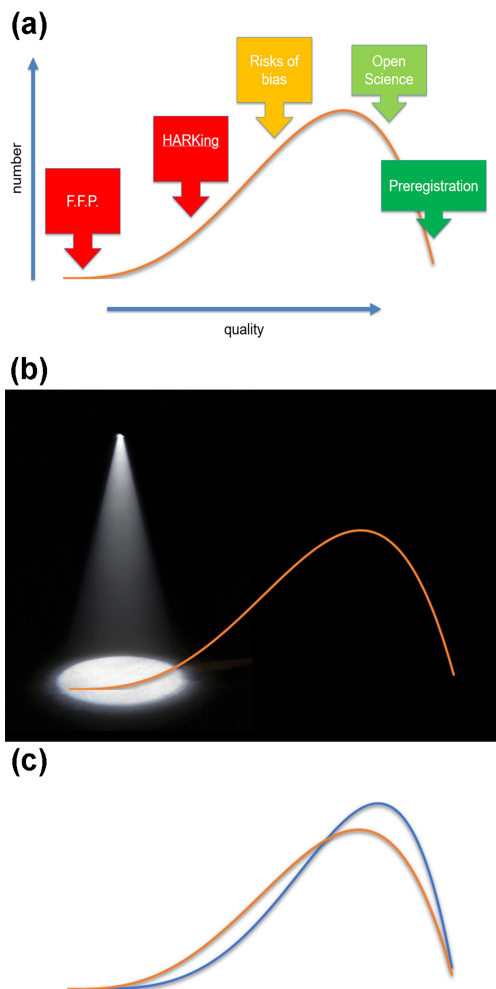 (a)
Risks of
bias
Open
Science
HARKing
number
F.F.P.
Preregistration
quality
(b)
(c)